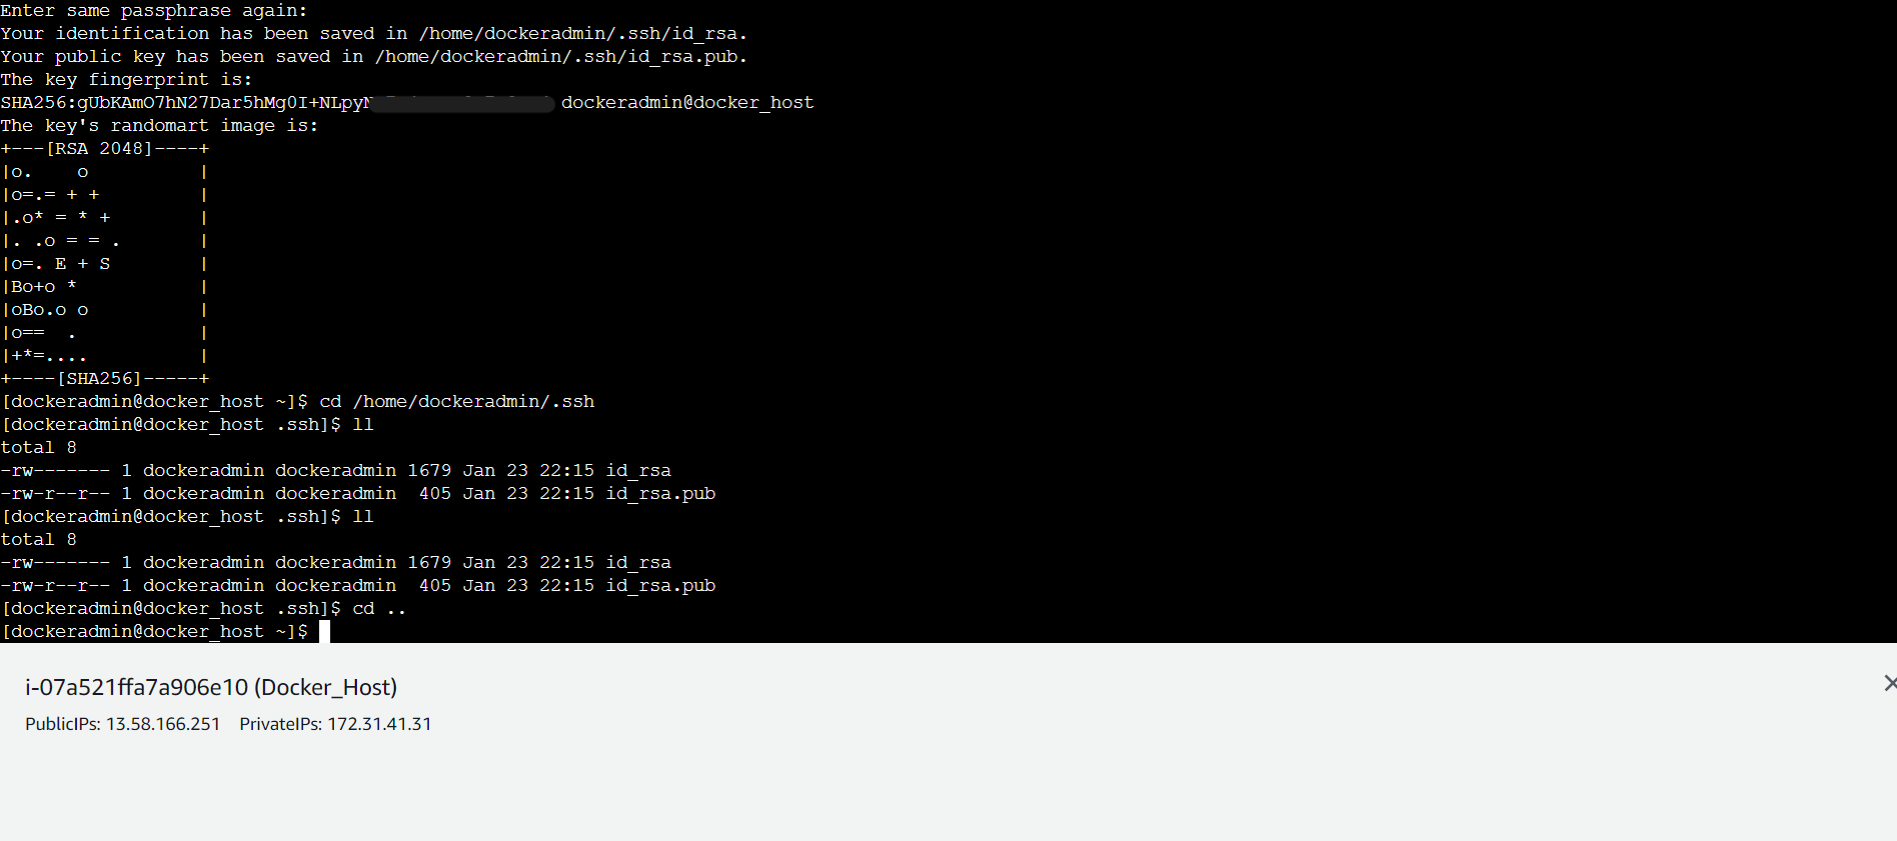 Enter same passphrase again:
Your identification has been saved in /home/dockeradmin/.ssh/id_rsa.
Your public key has been saved in /home/dockeradmin/.ssh/id_rsa.pub.
The key fingerprint is:
SHA256:gUbKAmO7hN27Dar5hMg0I+NLpyN dockeradmin@docker_host
The key's randomart image is:
+---[RSA 2048]----+
|o.    o          |
|o=.= + +         |
|.o* = * +        |
|. .o = = .       |
|o=. E + S        |
|Bo+o *           |
|oBo.o o          |
|o==  .           |
|+*=....          |
+----[SHA256]-----+
[dockeradmin@docker_host ~]$ cd /home/dockeradmin/.ssh
[dockeradmin@docker_host .ssh]$ ll
total 8
-rw------- 1 dockeradmin dockeradmin 1679 Jan 23 22:15 id_rsa
-rw-r--r-- 1 dockeradmin dockeradmin  405 Jan 23 22:15 id_rsa.pub
[dockeradmin@docker_host .ssh]$ ll
total 8
-rw------- 1 dockeradmin dockeradmin 1679 Jan 23 22:15 id_rsa
-rw-r--r-- 1 dockeradmin dockeradmin  405 Jan 23 22:15 id_rsa.pub
[dockeradmin@docker_host .ssh]$ cd ..
[dockeradmin@docker_host ~]$
i-07a521ffa7a906e10 (Docker_Host)
PublicIPs: 13.58.166.251 PrivateIPs: 172.31.41.31